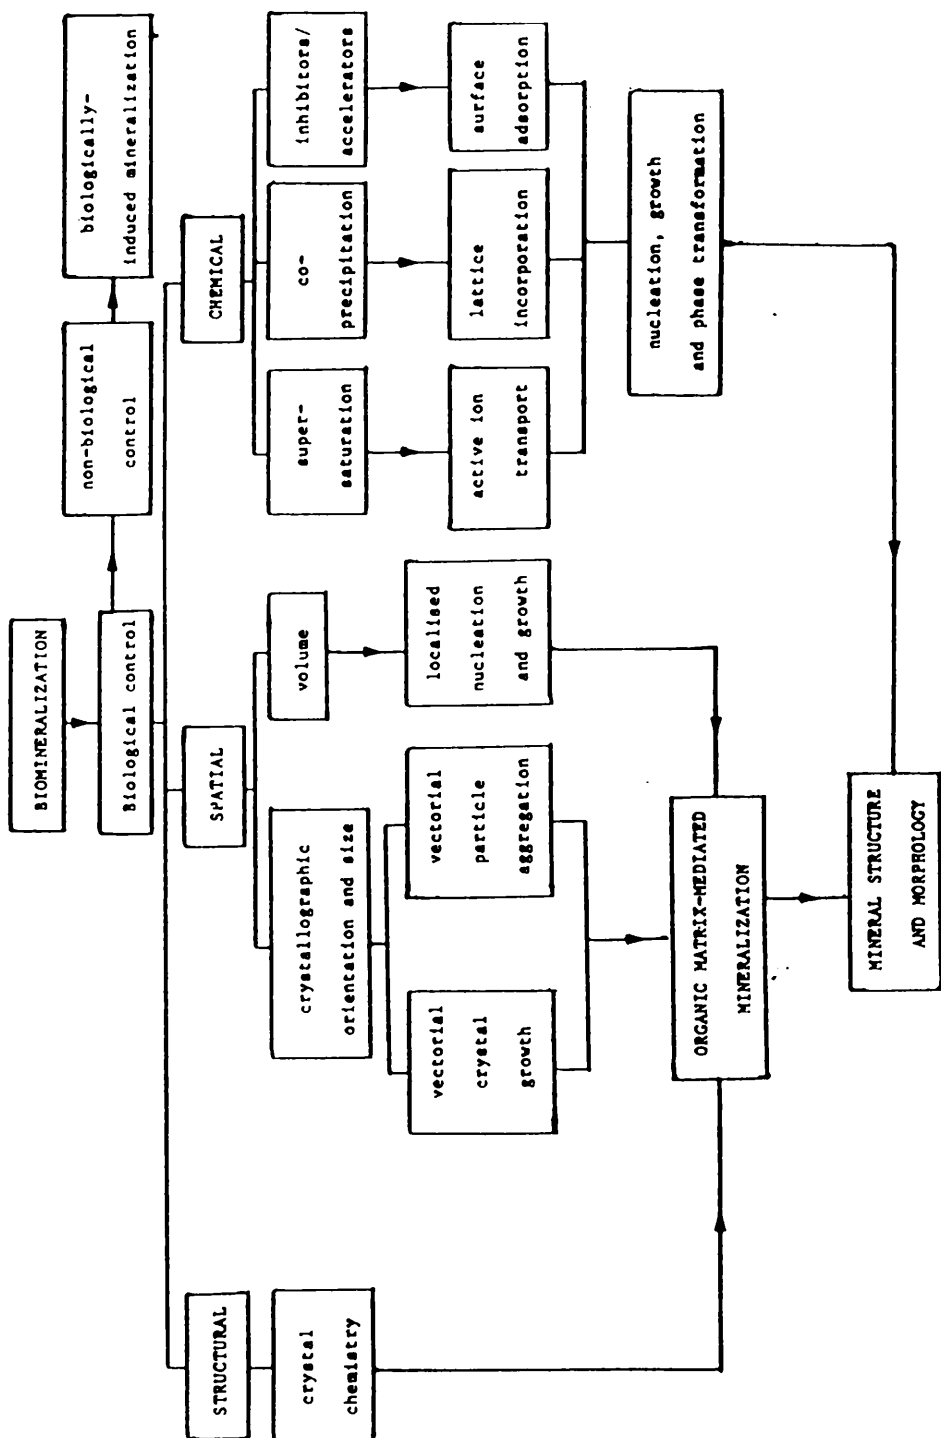 BIOMINERALIZATION
Biological control
non-biological
control
biologically-
induced mineralization
STRUCTURAL
SPATIAL
CHEMICAL
crystal
chemistry
crystallographic
orientation and size
volume
super-
saturation
co-
precipitation
inhibitors/
accelerators
vectorial
crystal
growth
vectorial
particle
aggregation
localised
nucleation
and growth
active ion
transport
lattice
incorporation
surface
adsorption
nucleation, growth
and phase transformation
ORGANIC MATRIX-MEDIATED
MINERALIZATION
MINERAL STRUCTURE
AND MORPHOLOGY